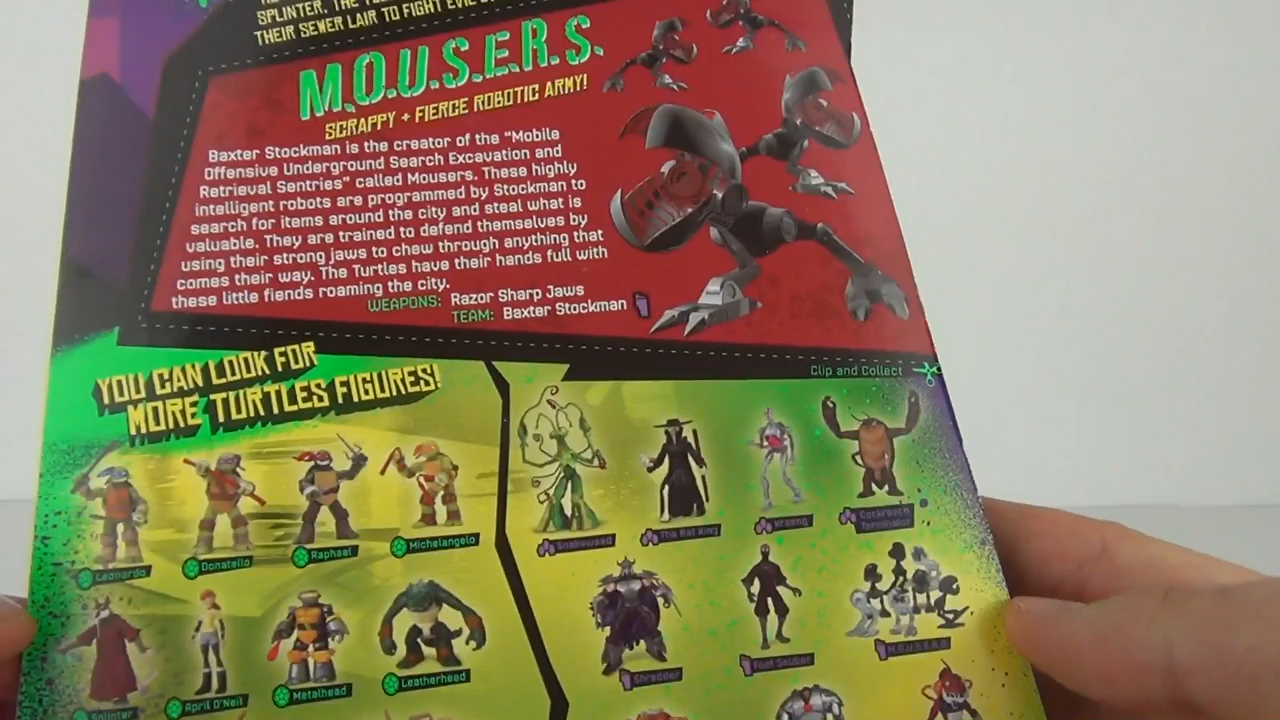 SPLINTER, THE
THEIR SEWER LAIR TO FIGHT EVIL
M.O.U.S.E.R.S.
SCRAPPY + FIERCE ROBOTIC ARMY!
Baxter Stockman is the creator of the "Mobile
Offensive Underground Search Excavation and
Retrieval Sentries" called Mousers. These highly
intelligent robots are programmed by Stockman to
search for items around the city and steal what is
valuable. They are trained to defend themselves by
using their strong jaws to chew through anything that
comes their way. The Turtles have their hands full with
these little fiends roaming the city.
WEAPONS: Razor Sharp Jaws
TEAM: Baxter Stockman
Clip and Collect
YOU CAN LOOK FOR
MORE TURTLES FIGURES!
Leonardo
Donatello
Raphael
Michelangelo
Snakeweed
The Rat King
Kraang
Cockroach
Terminator
Splinter
April O'Neil
Metalhead
Leatherhead
Shredder
Foot Soldier
M.O.U.S.E.R.S.